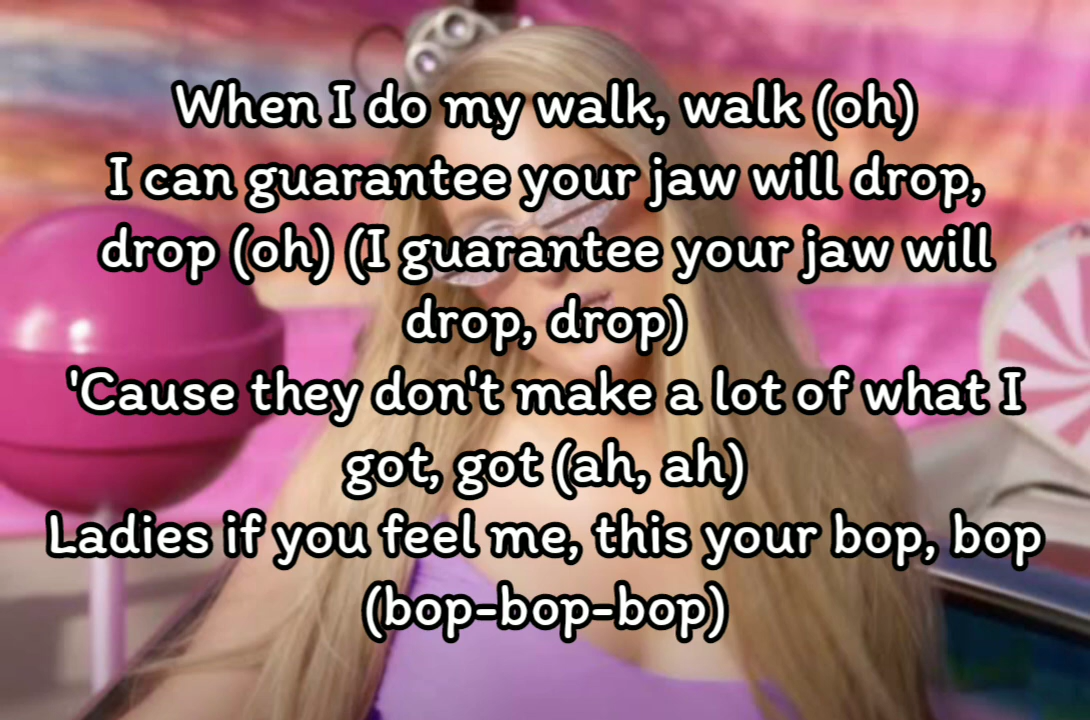 When I do my walk, walk (oh)
I can guarantee your jaw will drop,
drop (oh) (I guarantee your jaw will
drop, drop)
'Cause they don't make a lot of what I
got, got (ah, ah)
Ladies if you feel me, this your bop, bop
(bop-bop-bop)